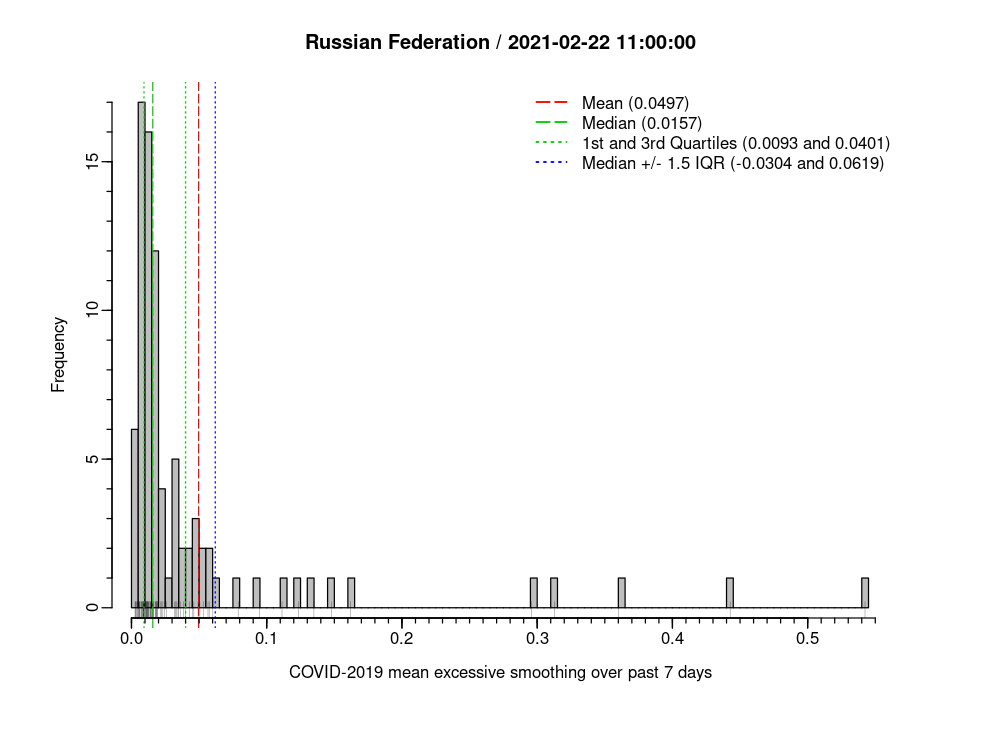 Russian Federation / 2021-02-22 11:00:00
Mean (0.0497)
Median (0.0157)
1st and 3rd Quartiles (0.0093 and 0.0401)
Median +/- 1.5 IQR (-0.0304 and 0.0619)
Frequency
15
10
5
0
0.0 0.1 0.2 0.3 0.4 0.5
COVID-2019 mean excessive smoothing over past 7 days